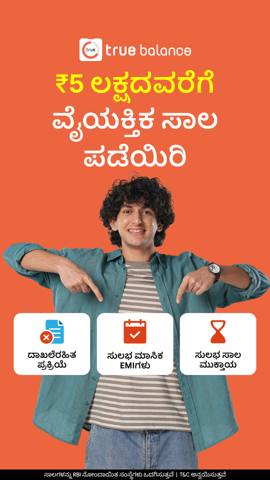 true balance
₹5 ಲಕ್ಷದವರೆಗೆ
ವೈಯಕ್ತಿಕ ಸಾಲ
ಪಡೆಯಿರಿ
ದಾಖಲೆರಹಿತ
ಪ್ರಕ್ರಿಯೆ
ಸುಲಭ ಮಾಸಿಕ
EMIಗಳು
ಸುಲಭ ಸಾಲ
ಮುಕ್ತಾಯ
ಸಾಲಗಳನ್ನು RBI ನೋಂದಾಯಿತ ಸಂಸ್ಥೆಗಳು ಒದಗಿಸುತ್ತವೆ | T&C ಅನ್ವಯಿಸುತ್ತವೆ